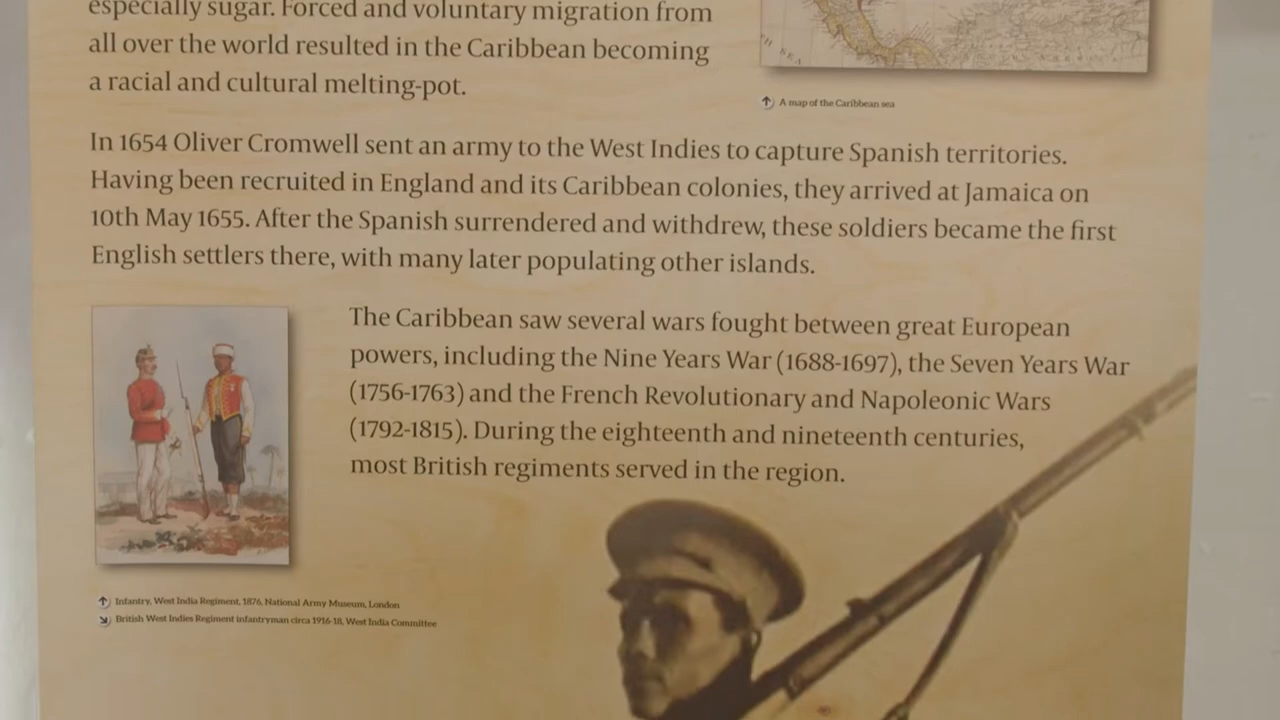 especially sugar. Forced and voluntary migration from
all over the world resulted in the Caribbean becoming
a racial and cultural melting-pot.
TH SEA
A map of the Caribbean sea
In 1654 Oliver Cromwell sent an army to the West Indies to capture Spanish territories.
Having been recruited in England and its Caribbean colonies, they arrived at Jamaica on
10th May 1655. After the Spanish surrendered and withdrew, these soldiers became the first
English settlers there, with many later populating other islands.
The Caribbean saw several wars fought between great European
powers, including the Nine Years War (1688-1697), the Seven Years War
(1756-1763) and the French Revolutionary and Napoleonic Wars
(1792-1815). During the eighteenth and nineteenth centuries,
most British regiments served in the region.
Infantry, West India Regiment, 1876, National Army Museum, London
British West Indies Regiment infantryman circa 1916-18, West India Committee